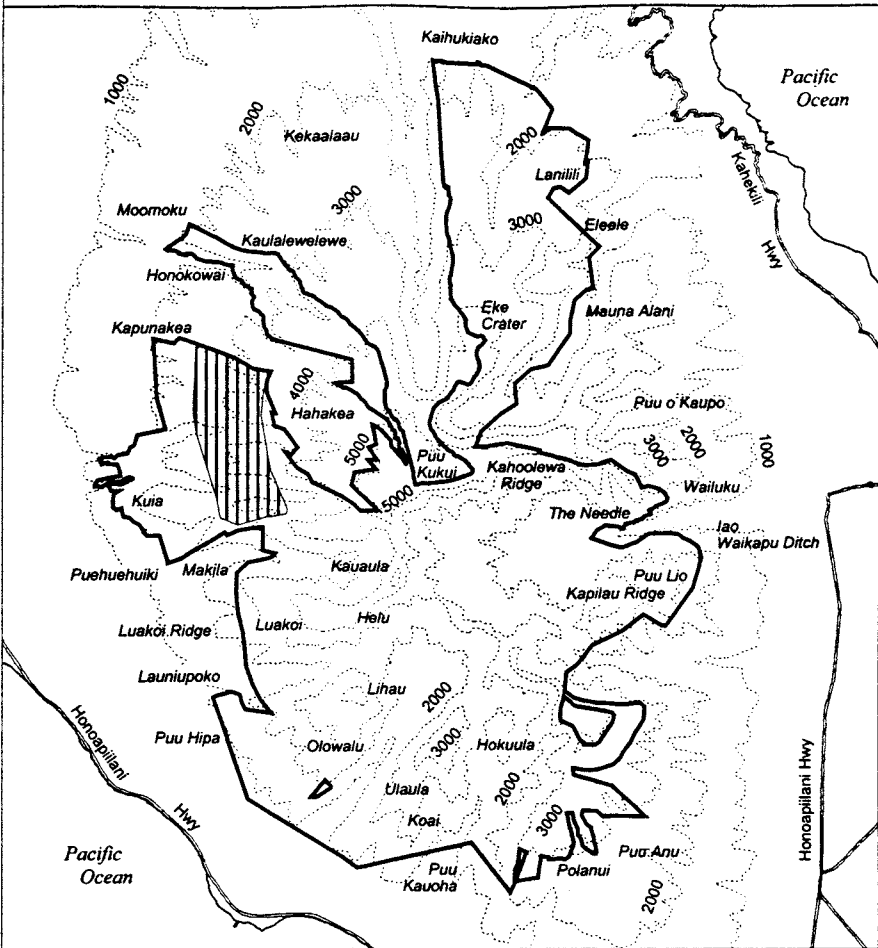 Kaihukiako
Pacific
Ocean
1000
2000
Kekaalaau
2000
Kahekili
Hwy
Lanilili
3000
Moomoku
3000
Eleele
Kaulalewelewe
Honokowai
Eke
Crater
Mauna Alani
Kapunakea
4000
Hahakea
Puu o Kaupo
3000
2000
1000
5000
Puu
Kukui
Kahoolewa
Ridge
Wailuku
5000
Kuia
The Needle
Iao
Waikapu Ditch
Puehuehuiki
Makila
Kauaula
Puu Lio
Kapilau Ridge
Luakoi Ridge
Luakoi
Helu
Launiupoko
Lihau
2000
Honoapiilani
Hwy
Puu Hipa
Olowalu
3000
Hokuula
Honoapiilani Hwy
Ulaula
2000
Koai
3000
Pacific
Ocean
Puu
Kauoha
Polanui
Puu Anu
2000